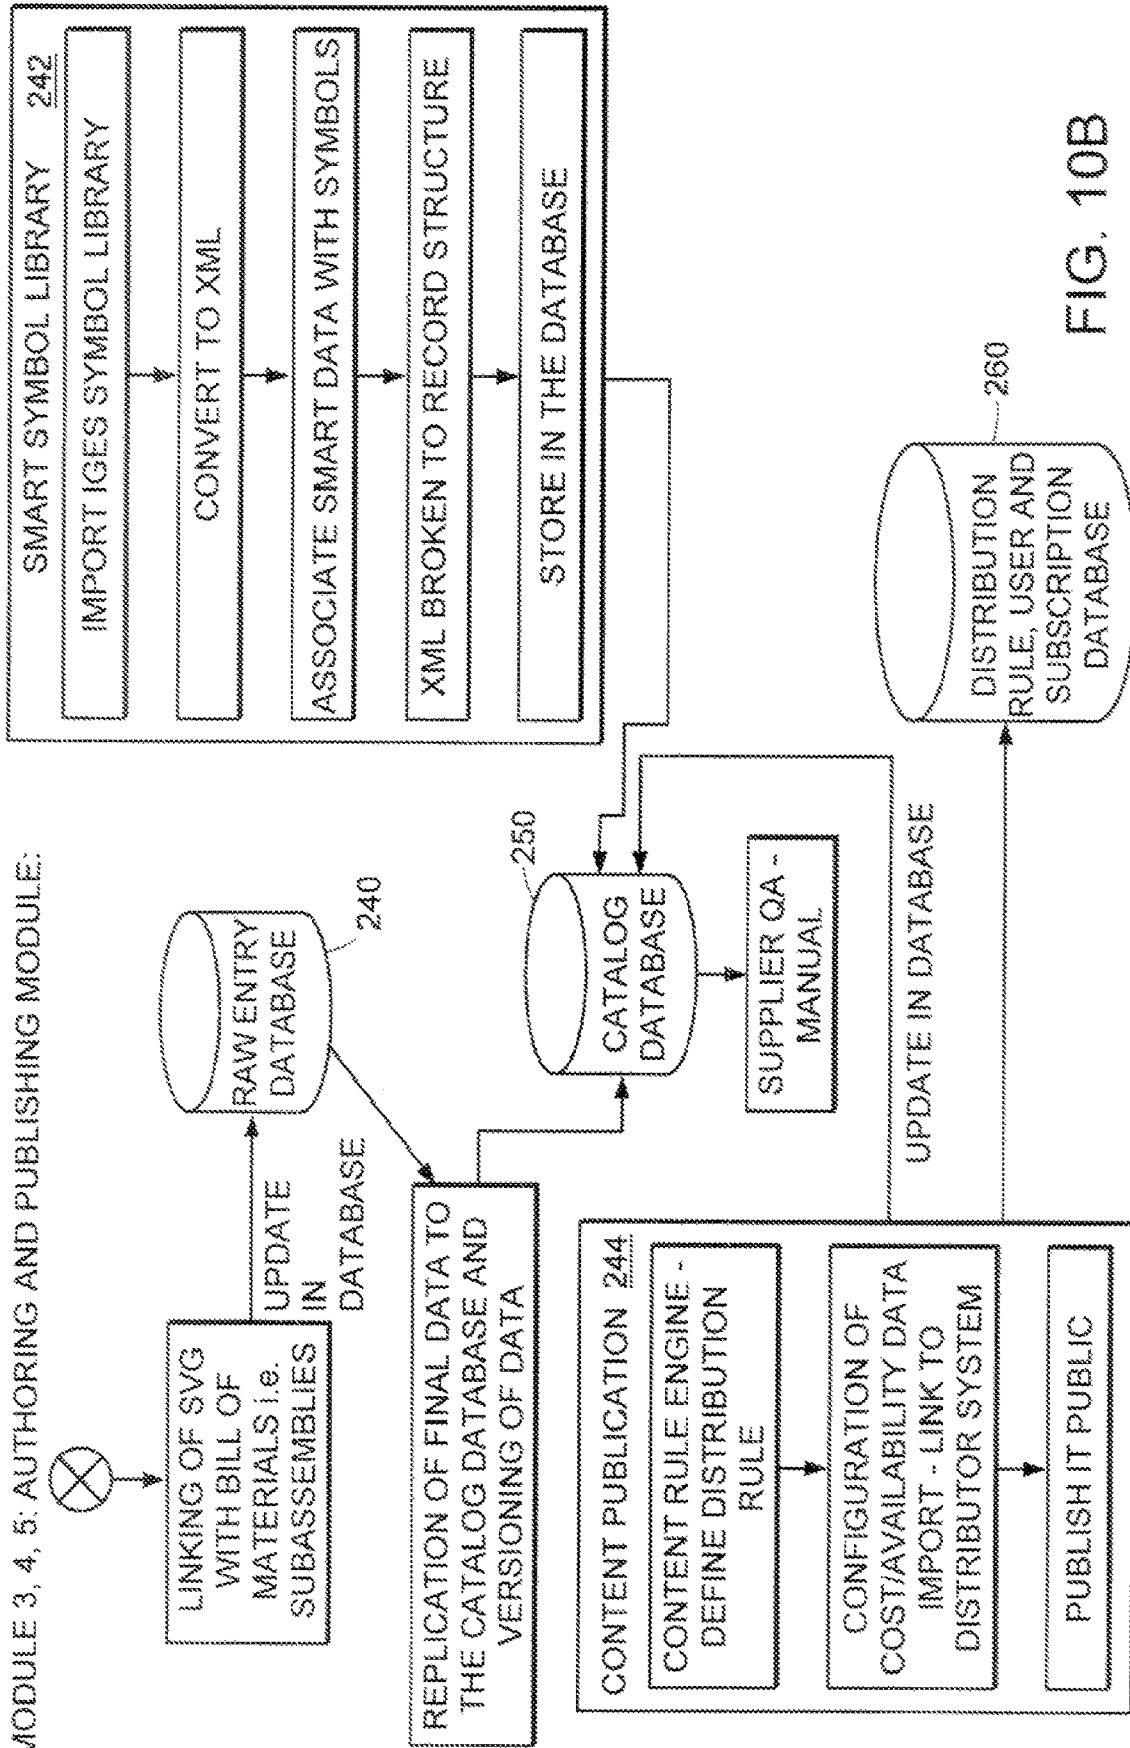 MODULE 3, 4, 5: AUTHORING AND PUBLISHING MODULE:
LINKING OF SVG
WITH BILL OF
MATERIALS i.e.
SUBASSEMBLIES
UPDATE
IN
DATABASE
RAW ENTRY
DATABASE
240
REPLICATION OF FINAL DATA TO
THE CATALOG DATABASE AND
VERSIONING OF DATA
250
CATALOG
DATABASE
SUPPLIER QA -
MANUAL
SMART SYMBOL LIBRARY 242
IMPORT IGES SYMBOL LIBRARY
CONVERT TO XML
ASSOCIATE SMART DATA WITH SYMBOLS
XML BROKEN TO RECORD STRUCTURE
STORE IN THE DATABASE
CONTENT PUBLICATION 244
CONTENT RULE ENGINE -
DEFINE DISTRIBUTION
RULE
CONFIGURATION OF
COST/AVAILABILITY DATA
IMPORT - LINK TO
DISTRIBUTOR SYSTEM
PUBLISH IT PUBLIC
UPDATE IN DATABASE
260
DISTRIBUTION
RULE, USER AND
SUBSCRIPTION
DATABASE
FIG. 10B